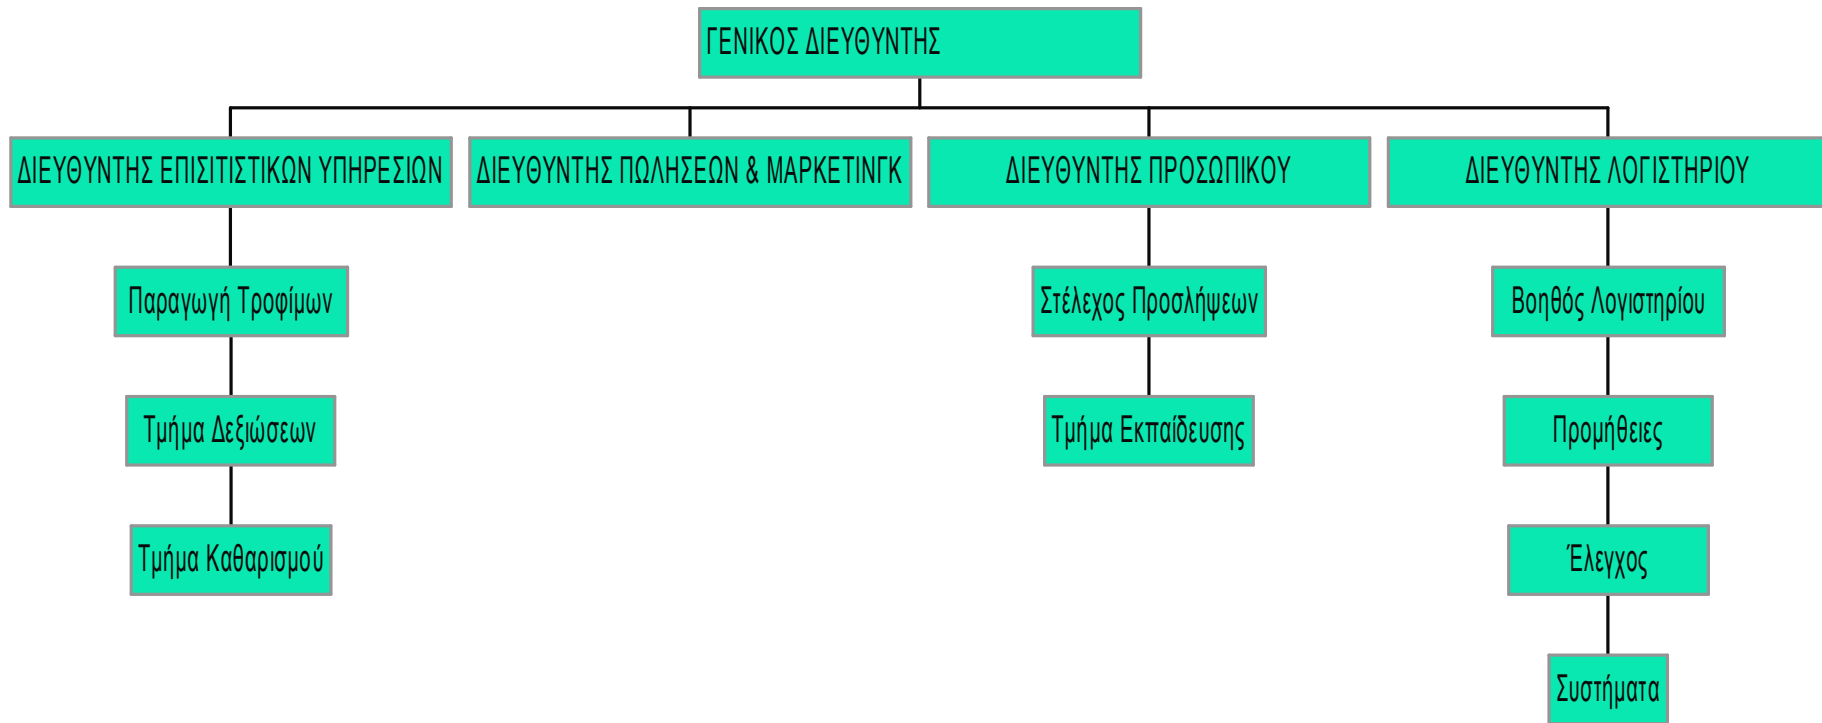 ΓΕΝΙΚΟΣ ΔΙΕΥΘΥΝΤΗΣ
ΔΙΕΥΘΥΝΤΗΣ ΕΠΙΣΙΤΙΣΤΙΚΩΝ ΥΠΗΡΕΣΙΩΝ
ΔΙΕΥΘΥΝΤΗΣ ΠΩΛΗΣΕΩΝ & ΜΑΡΚΕΤΙΝΓΚ
ΔΙΕΥΘΥΝΤΗΣ ΠΡΟΣΩΠΙΚΟΥ
ΔΙΕΥΘΥΝΤΗΣ ΛΟΓΙΣΤΗΡΙΟΥ
Παραγωγή Τροφίμων
Στέλεχος Προσλήψεων
Βοηθός Λογιστηρίου
Τμήμα Δεξιώσεων
Τμήμα Εκπαίδευσης
Προμήθειες
Τμήμα Καθαρισμού
Έλεγχος
Συστήματα